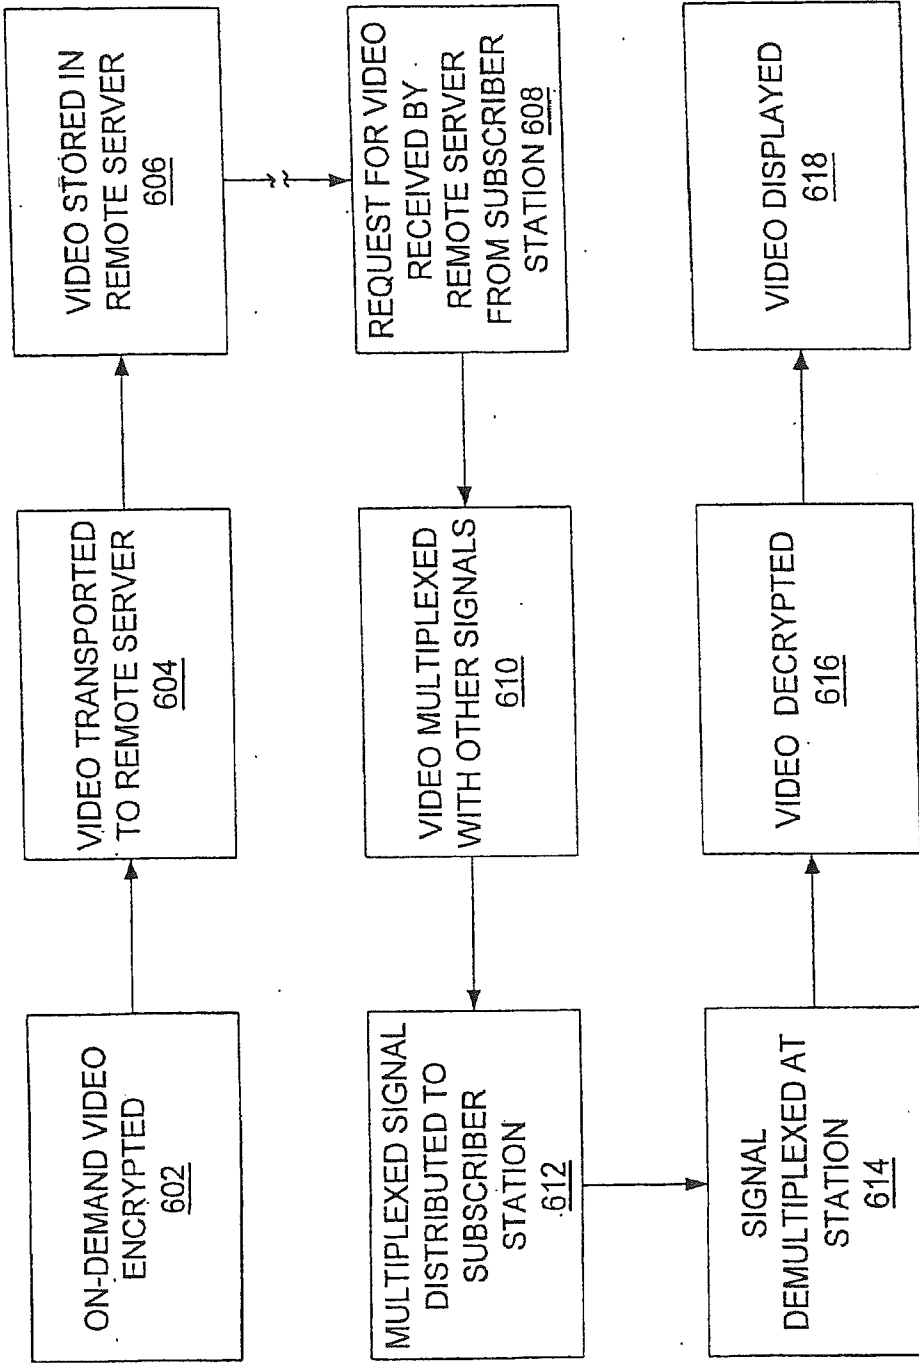 ON-DEMAND VIDEO
ENCRYPTED
602
VIDEO TRANSPORTED
TO REMOTE SERVER
604
VIDEO STORED IN
REMOTE SERVER
606
REQUEST FOR VIDEO
RECEIVED BY
REMOTE SERVER
FROM SUBSCRIBER
STATION 608
VIDEO MULTIPLEXED
WITH OTHER SIGNALS
610
MULTIPLEXED SIGNAL
DISTRIBUTED TO
SUBSCRIBER
STATION
612
SIGNAL
DEMULTIPLEXED AT
STATION
614
VIDEO DECRYPTED
616
VIDEO DISPLAYED
618